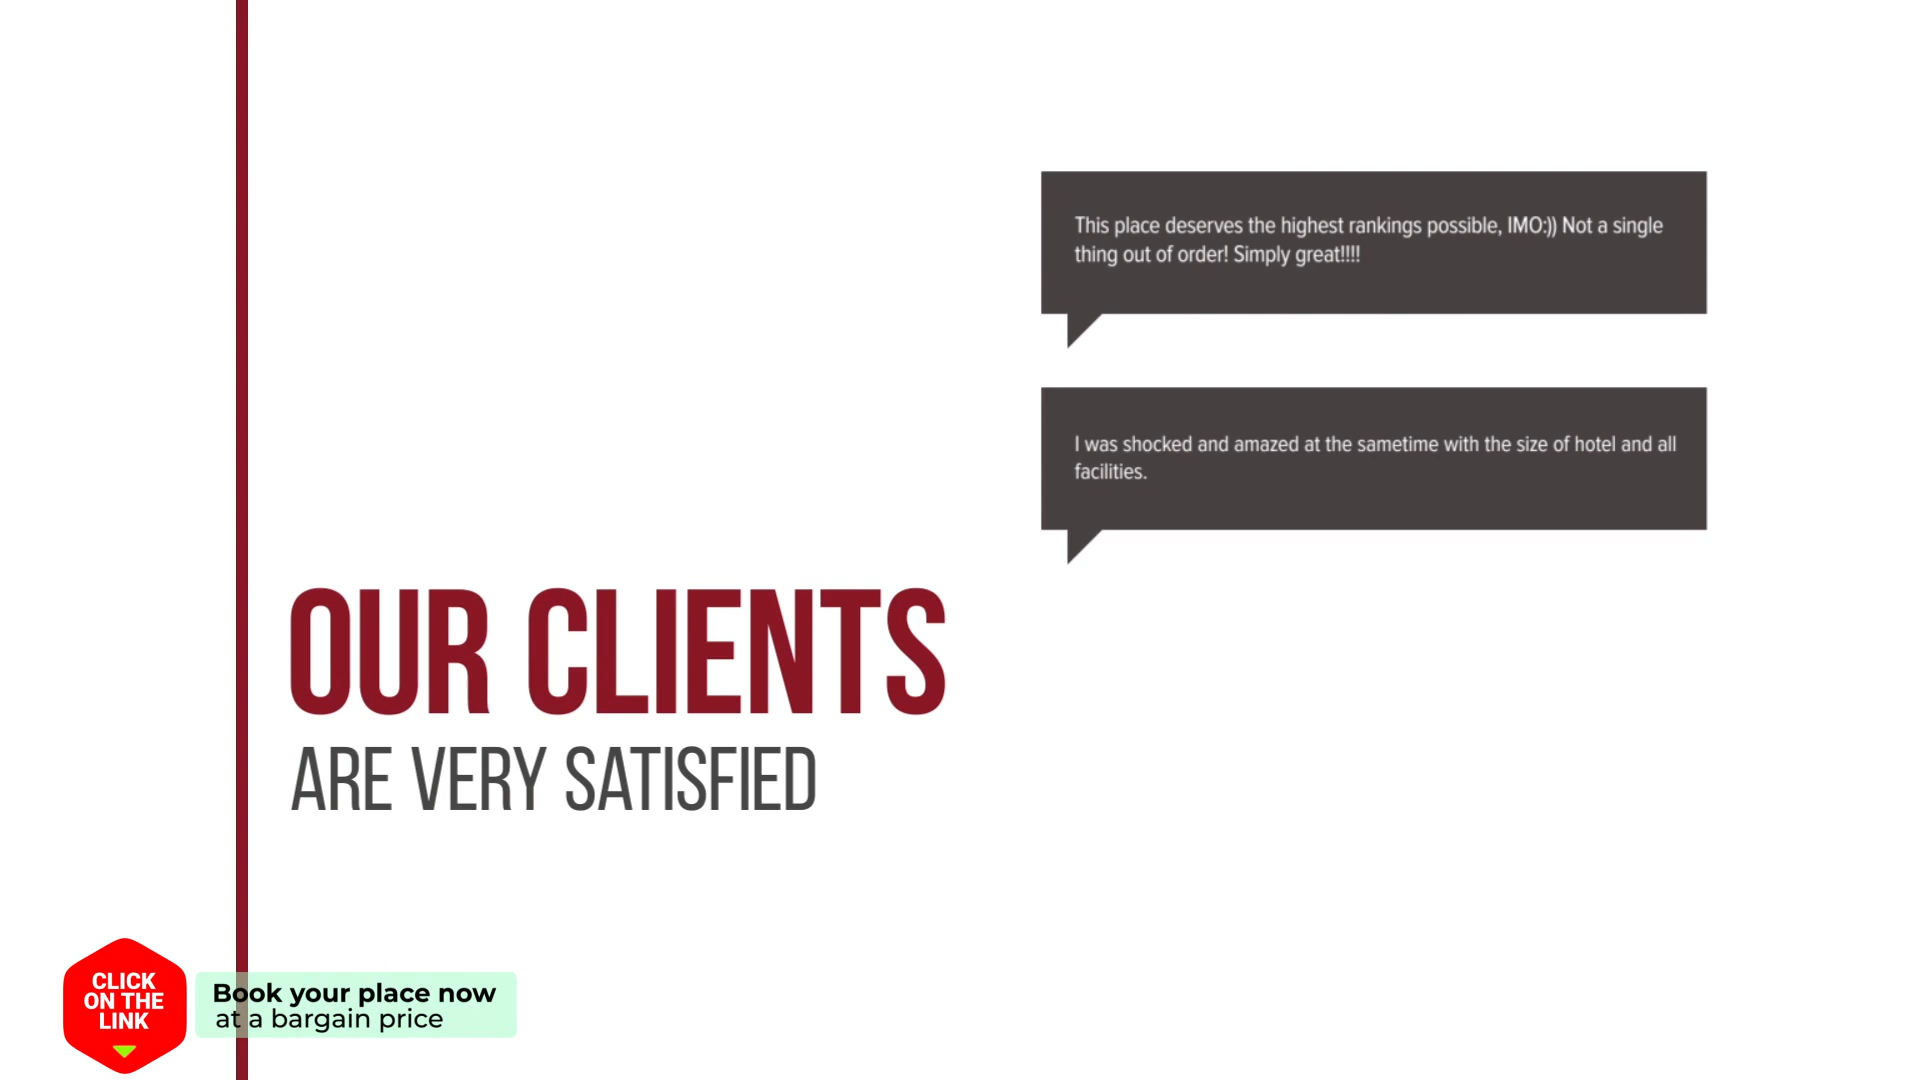 This place deserves the highest rankings possible, IMO:)) Not a single
thing out of order! Simply great!!!!
I was shocked and amazed at the sametime with the size of hotel and all
facilities.
OUR CLIENTS
ARE VERY SATISFIED
CLICK
ON THE
LINK
Book your place now
at a bargain price